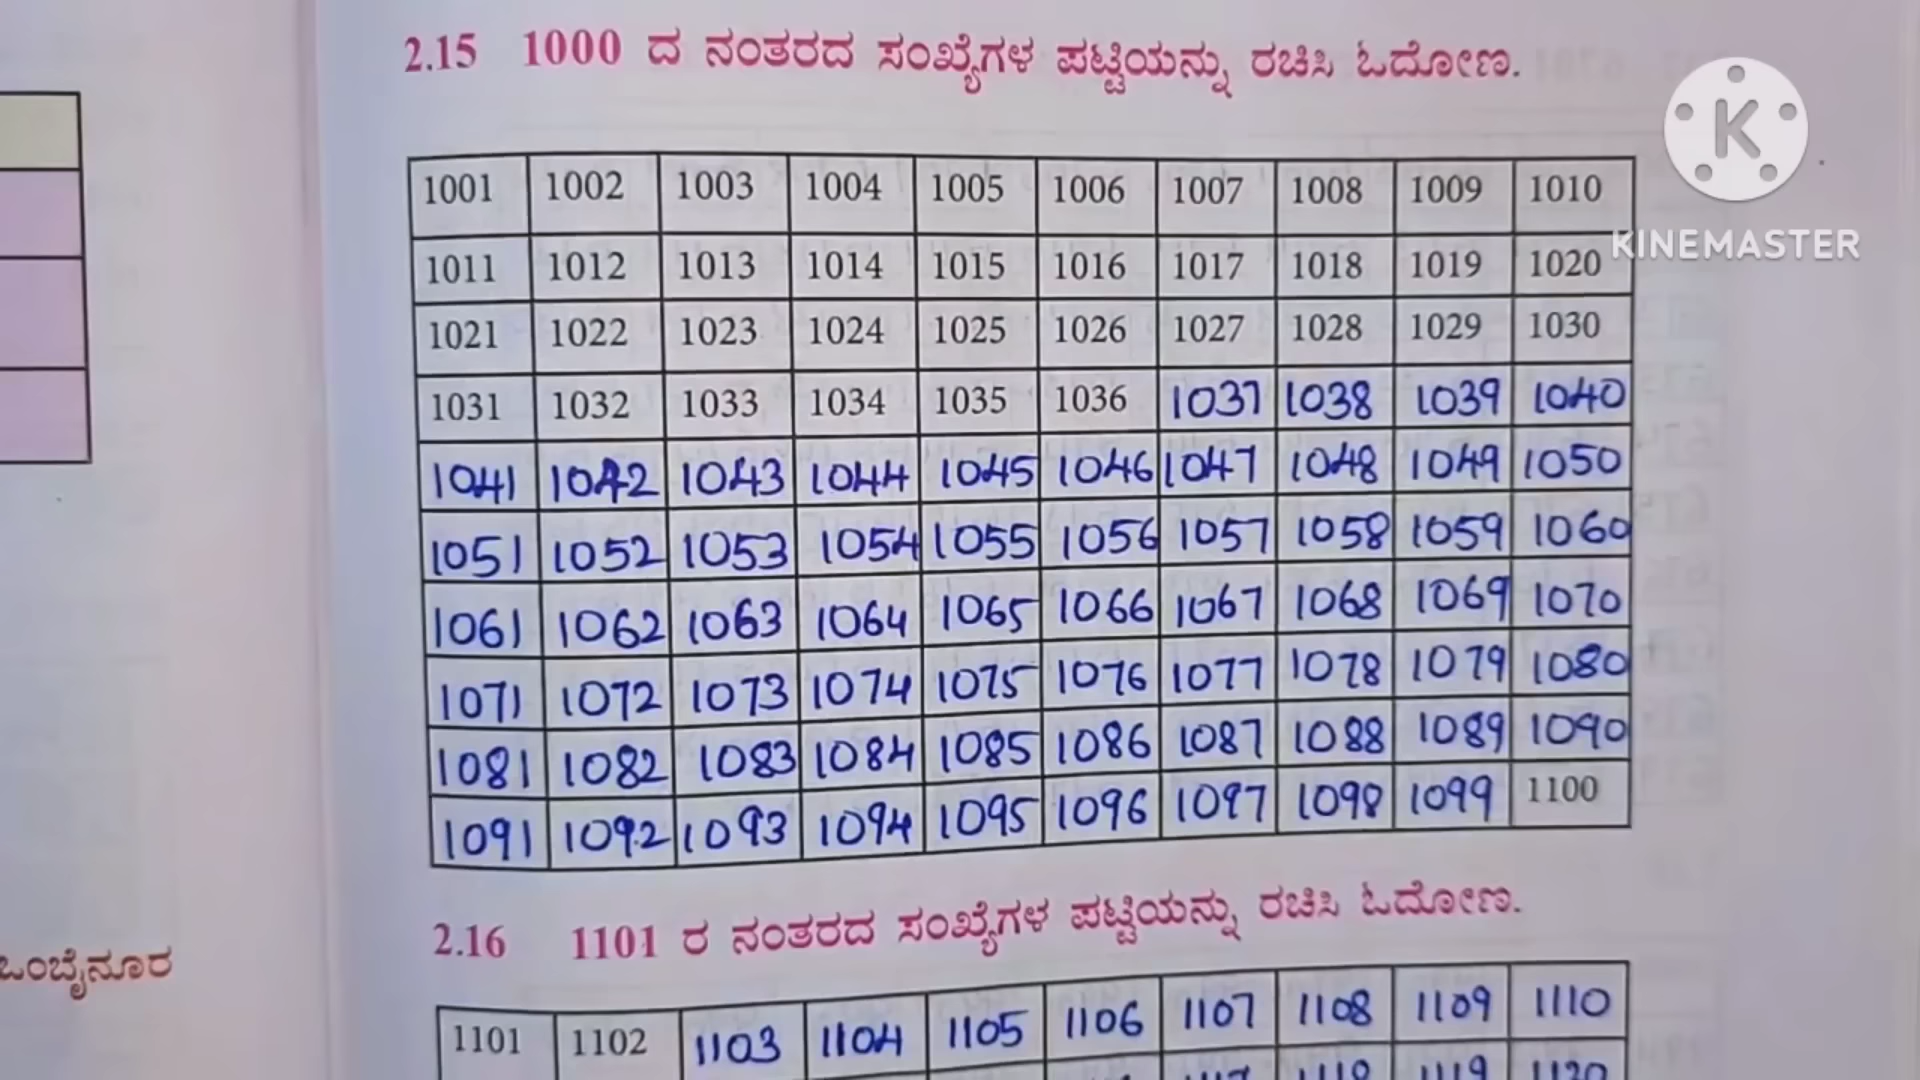 2.15 1000 ದ ನಂತರದ ಸಂಖ್ಯೆಗಳ ಪಟ್ಟಿಯನ್ನು ರಚಿಸಿ ಓದೋಣ.
KINEMASTER
1001 1002 1003 1004 1005 1006 1007 1008 1009 1010
1011 1012 1013 1014 1015 1016 1017 1018 1019 1020
1021 1022 1023 1024 1025 1026 1027 1028 1029 1030
1031 1032 1033 1034 1035 1036 1037 1038 1039 1040
1041 1042 1043 1044 1045 1046 1047 1048 1049 1050
1051 1052 1053 1054 1055 1056 1057 1058 1059 1060
1061 1062 1063 1064 1065 1066 1067 1068 1069 1070
1071 1072 1073 1074 1075 1076 1077 1078 1079 1080
1081 1082 1083 1084 1085 1086 1087 1088 1089 1090
1091 1092 1093 1094 1095 1096 1097 1098 1099 1100
ಒಂಬೈನೂರ
2.16 1101 ರ ನಂತರದ ಸಂಖ್ಯೆಗಳ ಪಟ್ಟಿಯನ್ನು ರಚಿಸಿ ಓದೋಣ.
1101 1102 1103 1104 1105 1106 1107 1108 1109 1110
1118 1119 1120